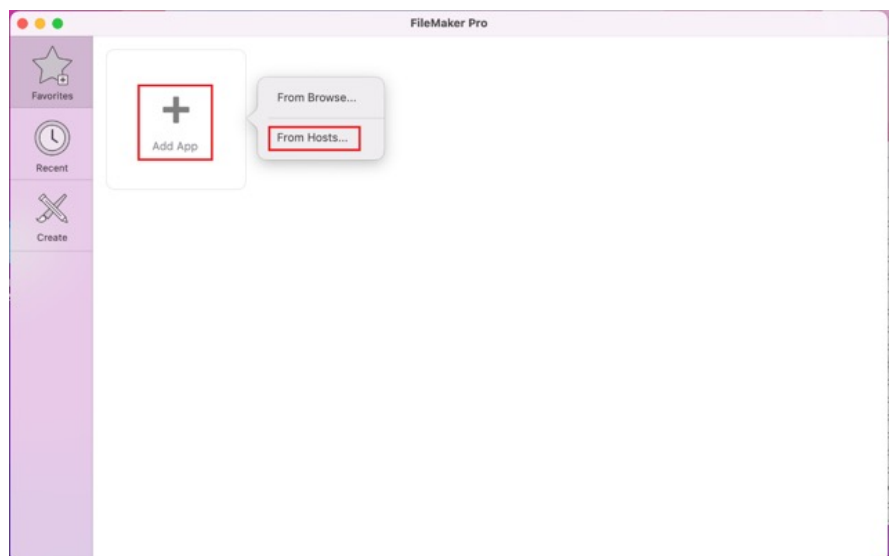 FileMaker Pro
Favorites
Recent
Create
Add App
From Browse...
From Hosts...